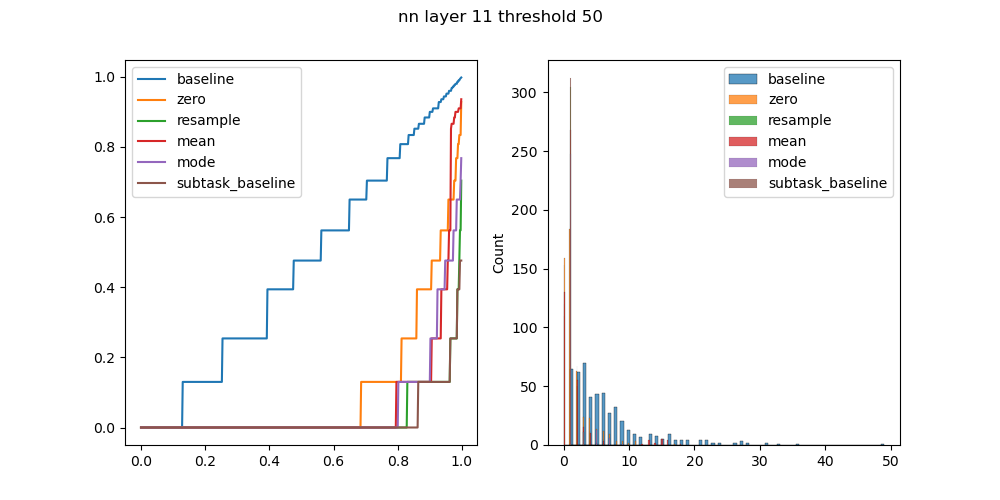 nn layer 11 threshold 50
baseline
zero
resample
mean
mode
subtask_baseline
1.0
0.8
0.6
0.4
0.2
0.0
0.0 0.2 0.4 0.6 0.8 1.0
baseline
zero
resample
mean
mode
subtask_baseline
Count
300
250
200
150
100
50
0
0 10 20 30 40 50